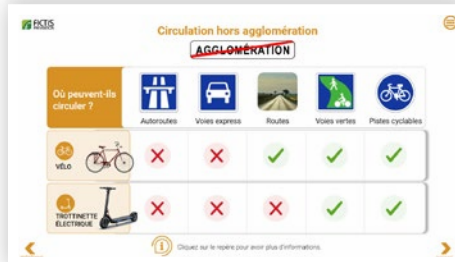 FKTIS
Circulation hors agglomération
AGGLOMÉRATION
Où peuvent-ils
circuler ?
Autoroutes
Voies express
Routes
Voies vertes
Pistes cyclables
VÉLO
TROTTINETTE
ÉLECTRIQUE
Cliquez sur le repère pour avoir plus d'informations.